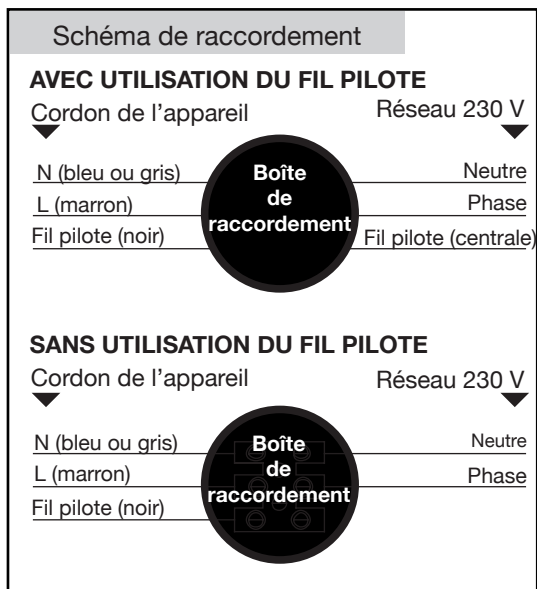 Schéma de raccordement
AVEC UTILISATION DU FIL PILOTE
Cordon de l'appareil
Réseau 230 V
N (bleu ou gris)
Boîte
Neutre
L (marron)
de
Phase
raccordement
Fil pilote (noir)
Fil pilote (centrale)
SANS UTILISATION DU FIL PILOTE
Cordon de l'appareil
Réseau 230 V
N (bleu ou gris)
Boîte
Neutre
L (marron)
de
Phase
raccordement
Fil pilote (noir)